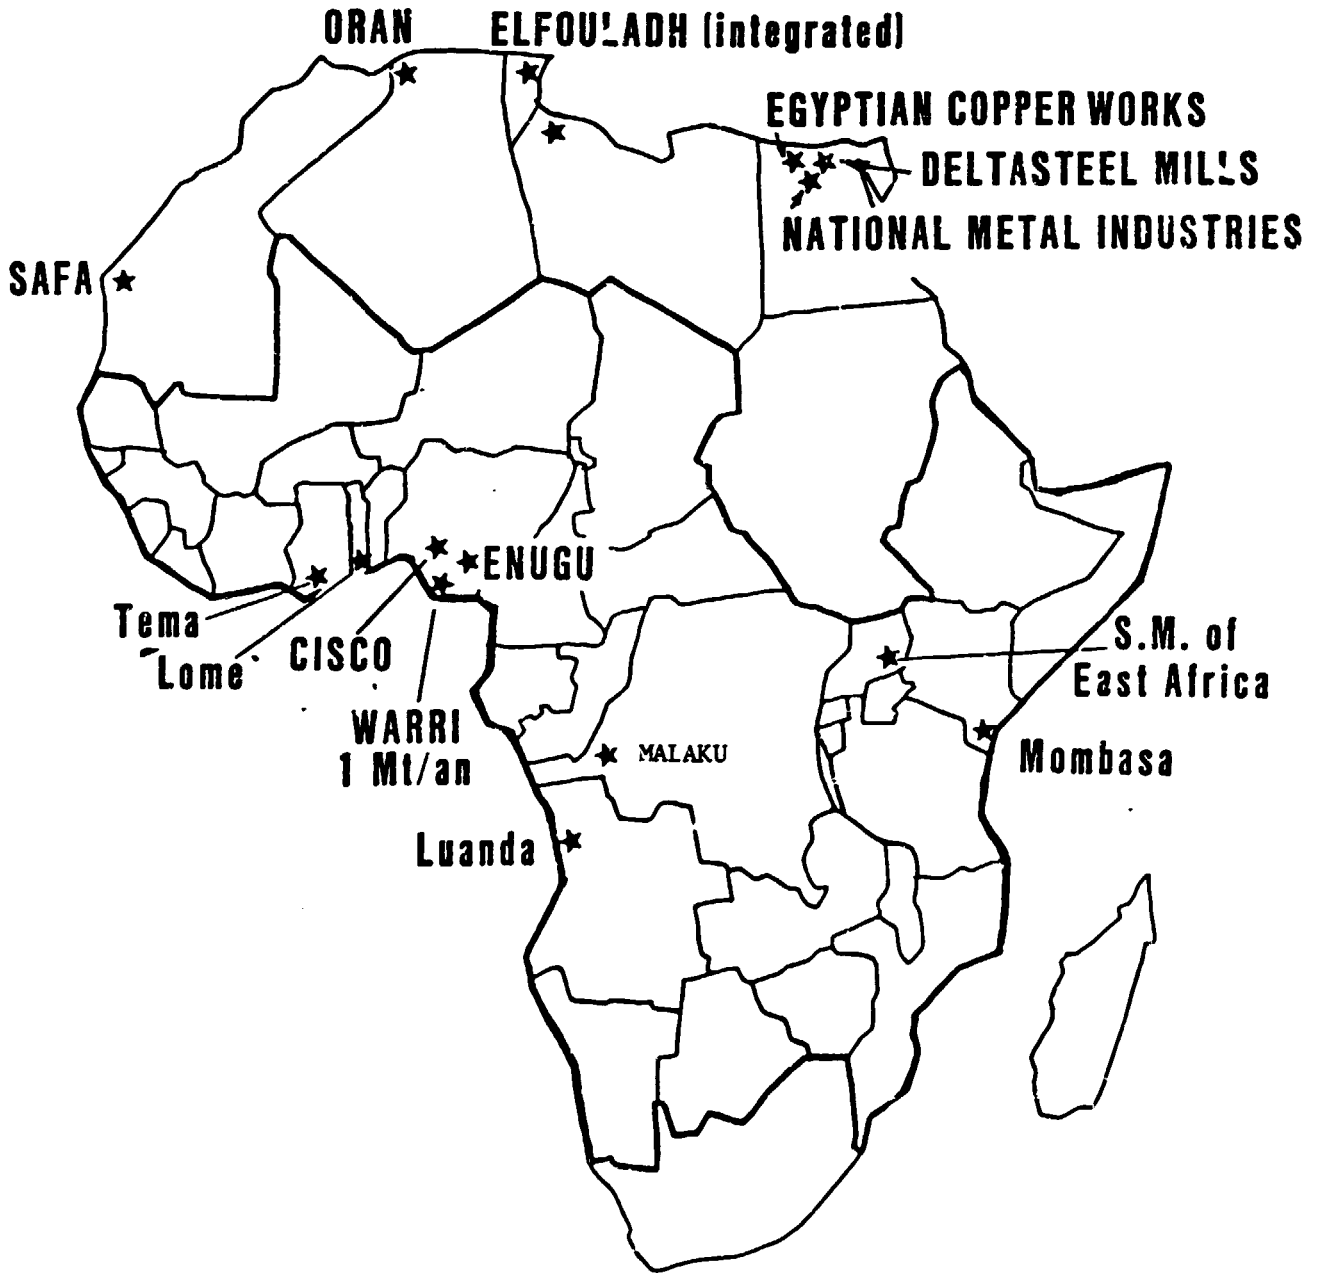 ORAN
ELFOULADH (integrated)
EGYPTIAN COPPER WORKS
DELTASTEEL MILLS
NATIONAL METAL INDUSTRIES
SAFA
ENUGU
Tema
Lome
CISCO
S.M. of
East Africa
WARRI
1 Mt/an
MALAKU
Mombasa
Luanda